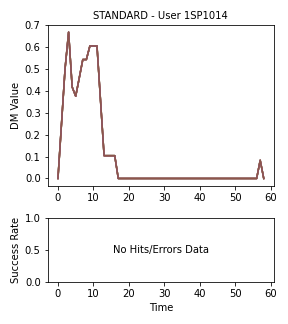 STANDARD - User 1SP1014
DM Value
0.7
0.6
0.5
0.4
0.3
0.2
0.1
0.0
0 10 20 30 40 50 60
Success Rate
1.0
0.5
0.0
No Hits/Errors Data
0 10 20 30 40 50 60
Time